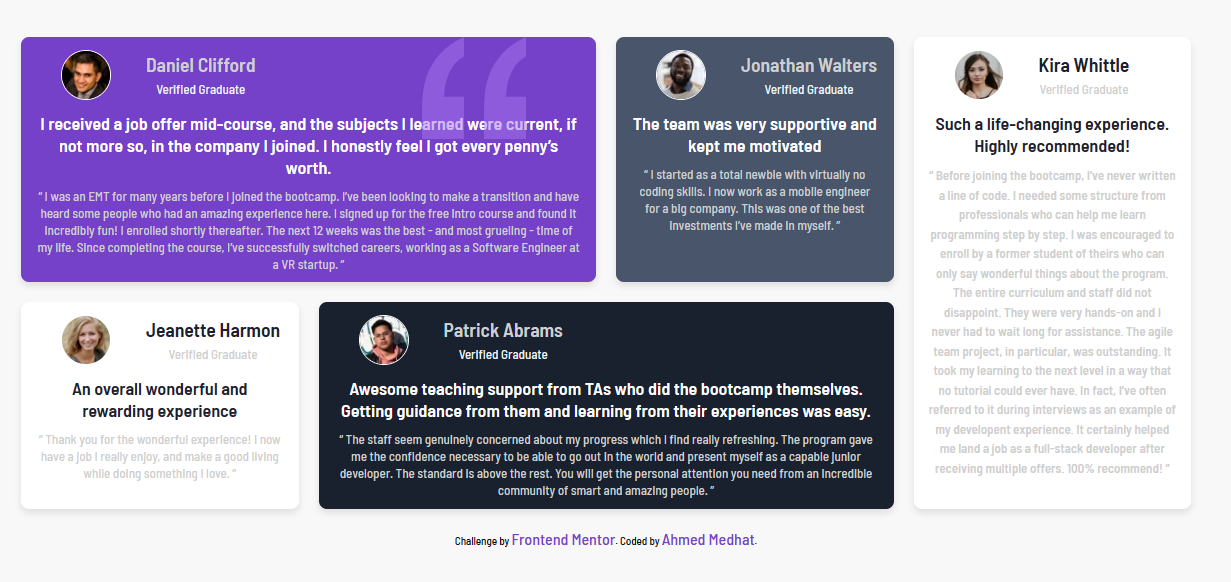 Daniel Clifford
Verified Graduate
I received a job offer mid-course, and the subjects I learned were current, if
not more so, in the company I joined. I honestly feel I got every penny’s
worth.
“ I was an EMT for many years before I joined the bootcamp. I’ve been looking to make a transition and have
heard some people who had an amazing experience here. I signed up for the free intro course and found it
incredibly fun! I enrolled shortly thereafter. The next 12 weeks was the best - and most grueling - time of
my life. Since completing the course, I’ve successfully switched careers, working as a Software Engineer at
a VR startup. ”
Jonathan Walters
Verified Graduate
The team was very supportive and
kept me motivated
“ I started as a total newbie with virtually no
coding skills. I now work as a mobile engineer
for a big company. This was one of the best
investments I’ve made in myself. ”
Kira Whittle
Verified Graduate
Such a life-changing experience.
Highly recommended!
“ Before joining the bootcamp, I’ve never written
a line of code. I needed some structure from
professionals who can help me learn
programming step by step. I was encouraged to
enroll by a former student of theirs who can
only say wonderful things about the program.
The entire curriculum and staff did not
disappoint. They were very hands-on and I
never had to wait long for assistance. The agile
team project, in particular, was outstanding. It
took my learning to the next level in a way that
no tutorial could ever have. In fact, I’ve often
referred to it during interviews as an example of
my developent experience. It certainly helped
me land a job as a full-stack developer after
receiving multiple offers. 100% recommend! ”
Jeanette Harmon
Verified Graduate
An overall wonderful and
rewarding experience
“ Thank you for the wonderful experience! I now
have a job I really enjoy, and make a good living
while doing something I love. ”
Patrick Abrams
Verified Graduate
Awesome teaching support from TAs who did the bootcamp themselves.
Getting guidance from them and learning from their experiences was easy.
“ The staff seem genuinely concerned about my progress which I find really refreshing. The program gave
me the confidence necessary to be able to go out in the world and present myself as a capable junior
developer. The standard is above the rest. You will get the personal attention you need from an incredible
community of smart and amazing people. ”
Challenge by Frontend Mentor. Coded by Ahmed Medhat.